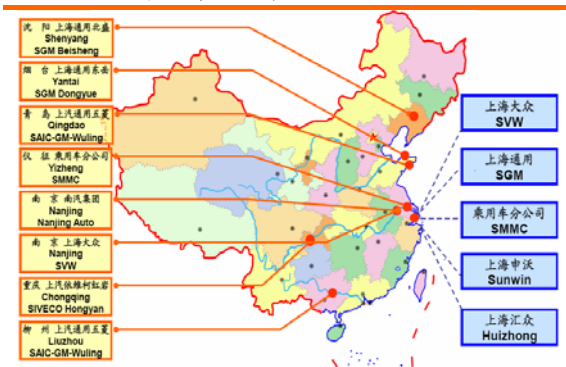 沈 阳 上海通用北盛
Shenyang
SGM Beisheng
烟 台 上海通用东岳
Yantai
SGM Dongyue
青 岛 上汽通用五菱
Qingdao
SAIC-GM-Wuling
仪 征 乘用车分公司
Yizheng
SMMC
南 京 南汽集团
Nanjing
Nanjing Auto
南 京 上海大众
Nanjing
SVW
重庆 上汽依维柯红岩
Chongqing
SIVECO Hongyan
柳 州 上汽通用五菱
Liuzhou
SAIC-GM-Wuling
上海大众
SVW
上海通用
SGM
乘用车分公司
SMMC
上海申沃
Sunwin
上海汇众
Huizhong